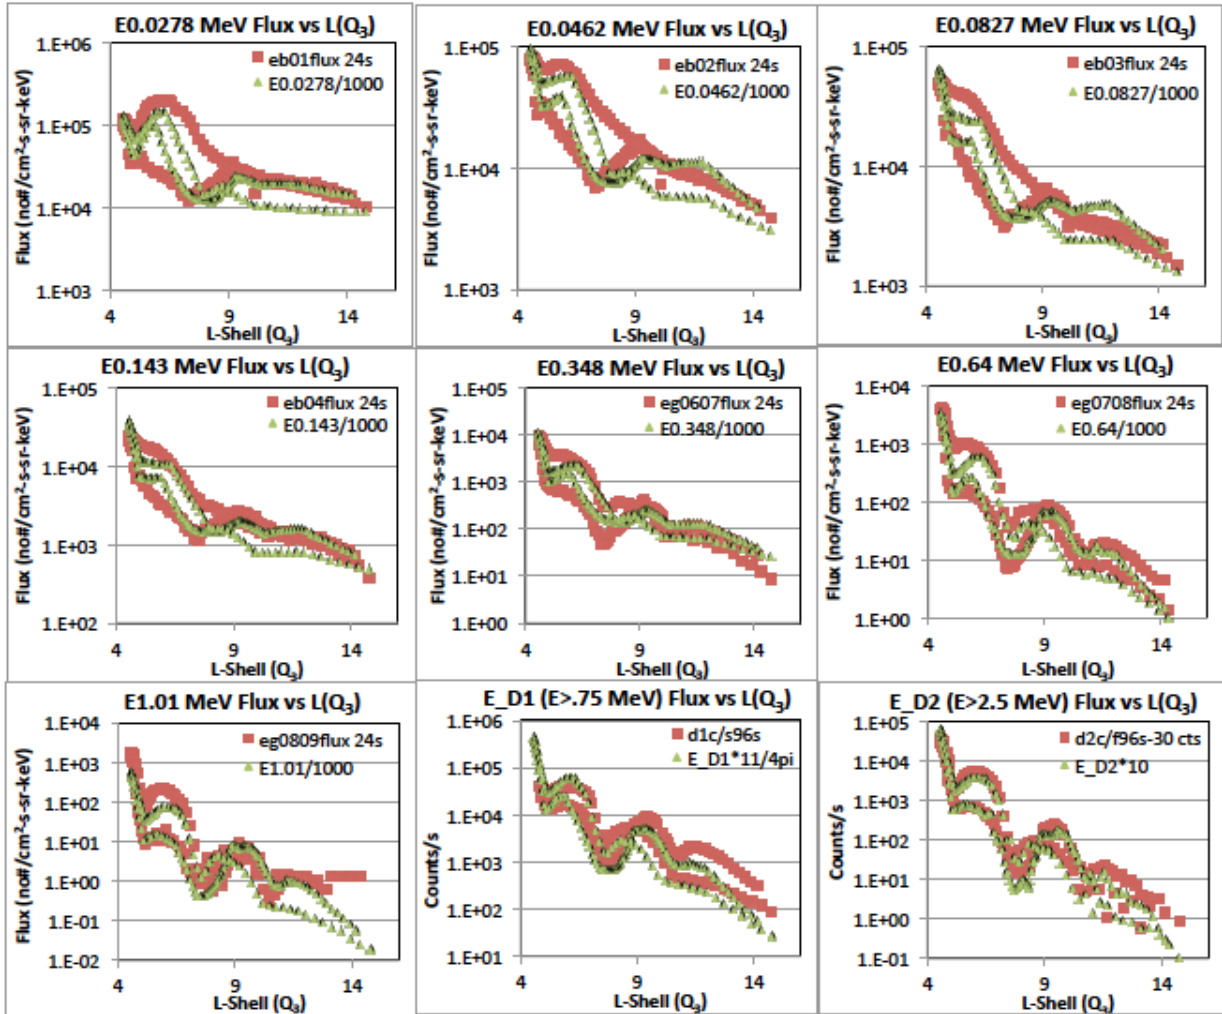 E0.0278 MeV Flux vs L(Q3)
1.E+06
1.E+05
1.E+04
1.E+03
Flux (no#/cm²-s-sr-keV)
eb01flux 24s
E0.0278/1000
4 9 14
L-Shell (Q3)
E0.0462 MeV Flux vs L(Q3)
1.E+05
1.E+04
1.E+03
Flux (no#/cm²-s-sr-keV)
eb02flux 24s
E0.0462/1000
4 9 14
L-Shell (Q3)
E0.0827 MeV Flux vs L(Q3)
1.E+05
1.E+04
1.E+03
Flux (no#/cm²-s-sr-keV)
eb03flux 24s
E0.0827/1000
4 9 14
L-Shell (Q3)
E0.143 MeV Flux vs L(Q3)
1.E+05
1.E+04
1.E+03
1.E+02
Flux (no#/cm²-s-sr-keV)
eb04flux 24s
E0.143/1000
4 9 14
L-Shell (Q3)
E0.348 MeV Flux vs L(Q3)
1.E+05
1.E+04
1.E+03
1.E+02
1.E+01
1.E+00
Flux (no#/cm²-s-sr-keV)
eg0607flux 24s
E0.348/1000
4 9 14
L-Shell (Q3)
E0.64 MeV Flux vs L(Q3)
1.E+04
1.E+03
1.E+02
1.E+01
1.E+00
Flux (no#/cm²-s-sr-keV)
eg0708flux 24s
E0.64/1000
4 9 14
L-Shell (Q3)
E1.01 MeV Flux vs L(Q3)
1.E+04
1.E+03
1.E+02
1.E+01
1.E+00
1.E-01
1.E-02
Flux (no#/cm²-s-sr-keV)
eg0809flux 24s
E1.01/1000
4 9 14
L-Shell (Q3)
E_D1 (E>.75 MeV) Flux vs L(Q3)
1.E+06
1.E+05
1.E+04
1.E+03
1.E+02
1.E+01
Counts/s
d1c/s96s
E_D1*11/4pi
4 9 14
L-Shell (Q3)
E_D2 (E>2.5 MeV) Flux vs L(Q3)
1.E+05
1.E+04
1.E+03
1.E+02
1.E+01
1.E+00
1.E-01
Counts/s
d2c/f96s-30 cts
E_D2*10
4 9 14
L-Shell (Q3)